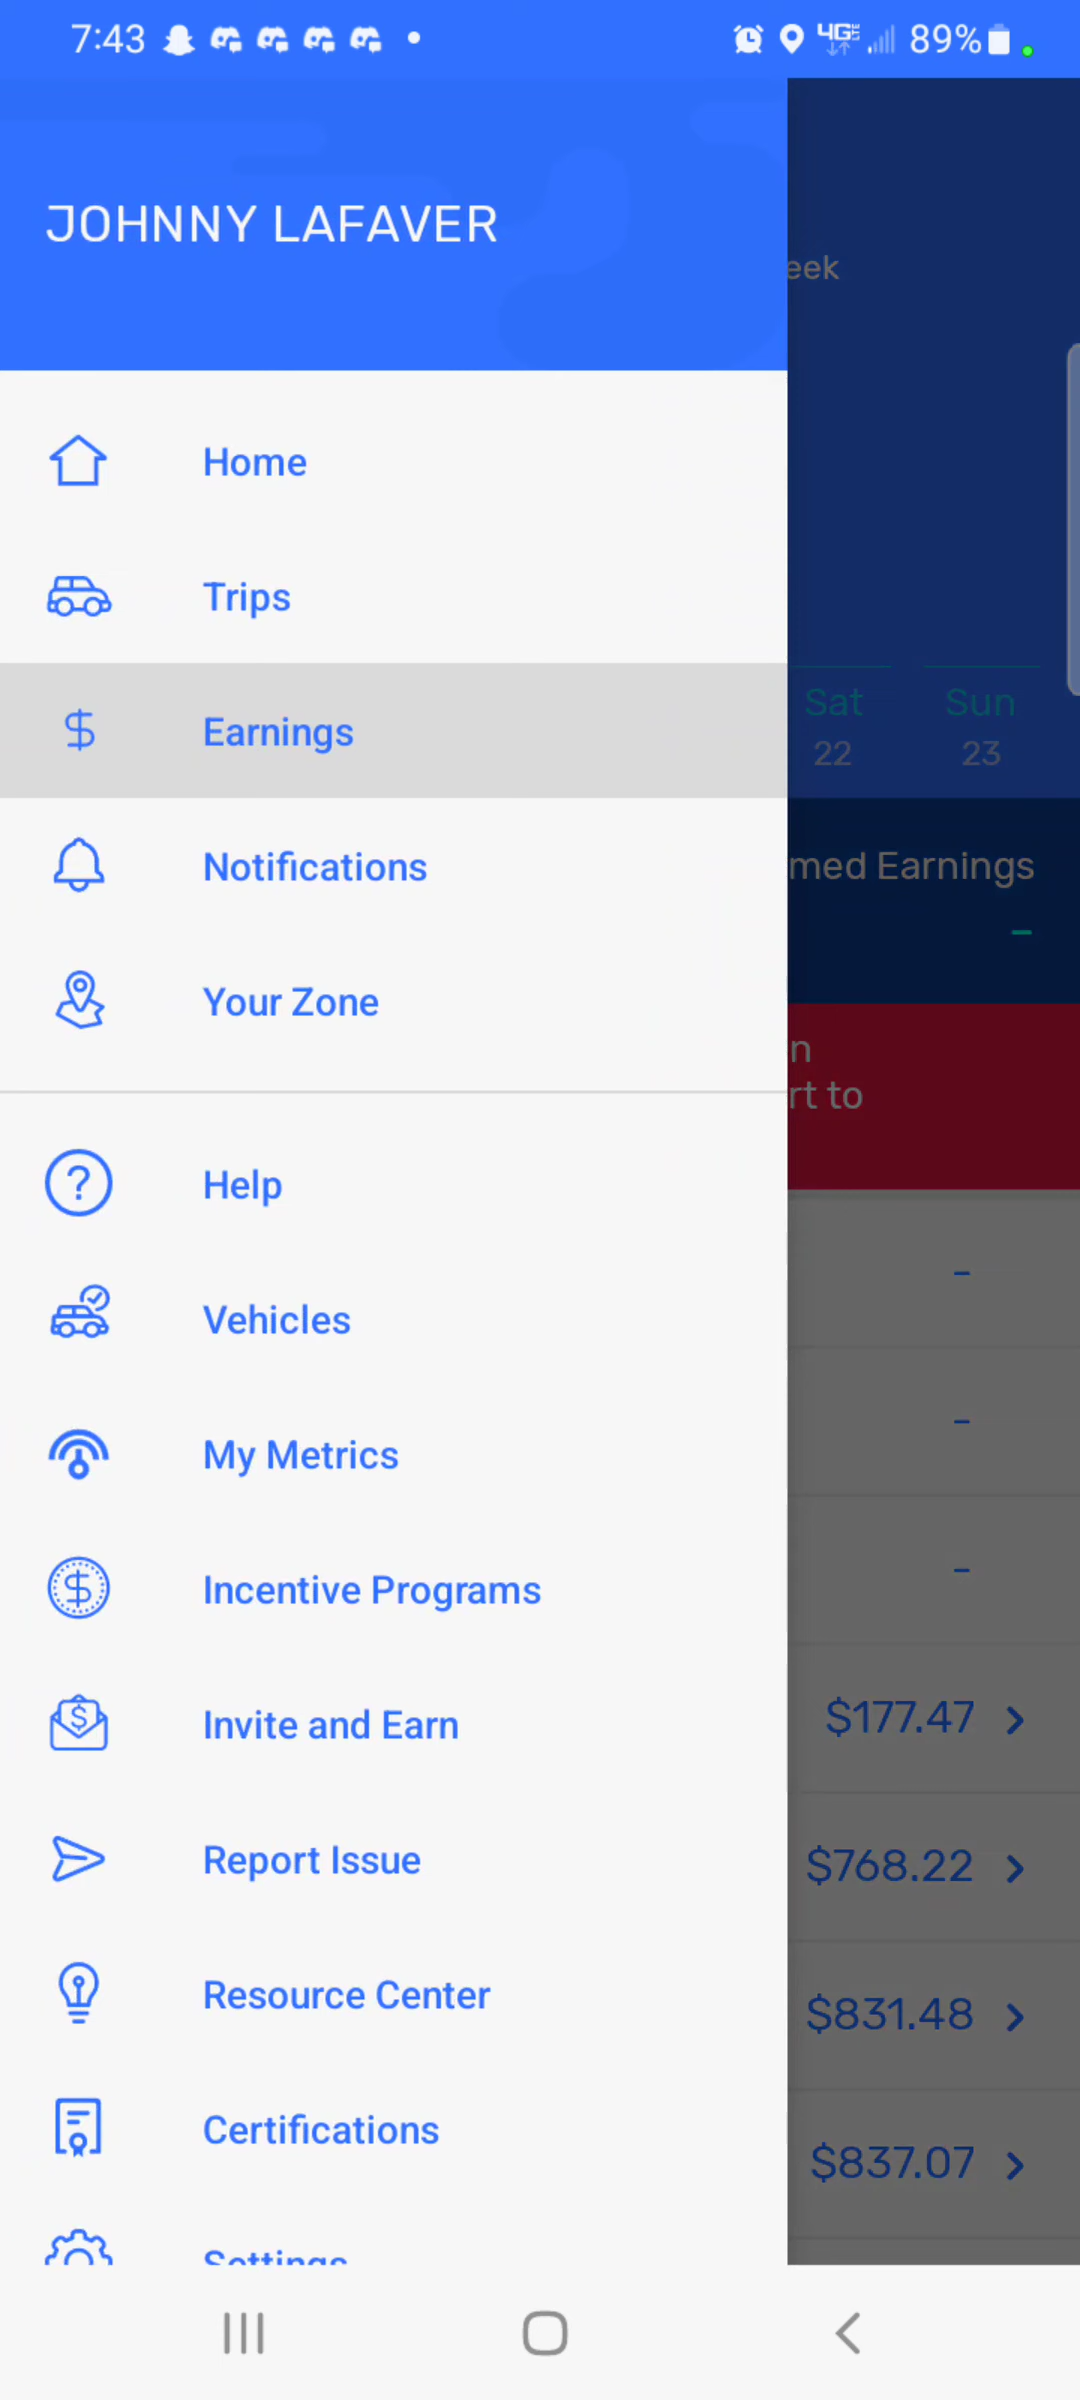 7:43
4GE 89%
JOHNNY LAFAVER
eek
Home
Trips
Earnings
Sat Sun
22 23
Notifications
med Earnings
–
Your Zone
n
rt to
Help
–
Vehicles
–
My Metrics
–
Incentive Programs
Invite and Earn
$177.47
Report Issue
$768.22
Resource Center
$831.48
Certifications
$837.07
Settings